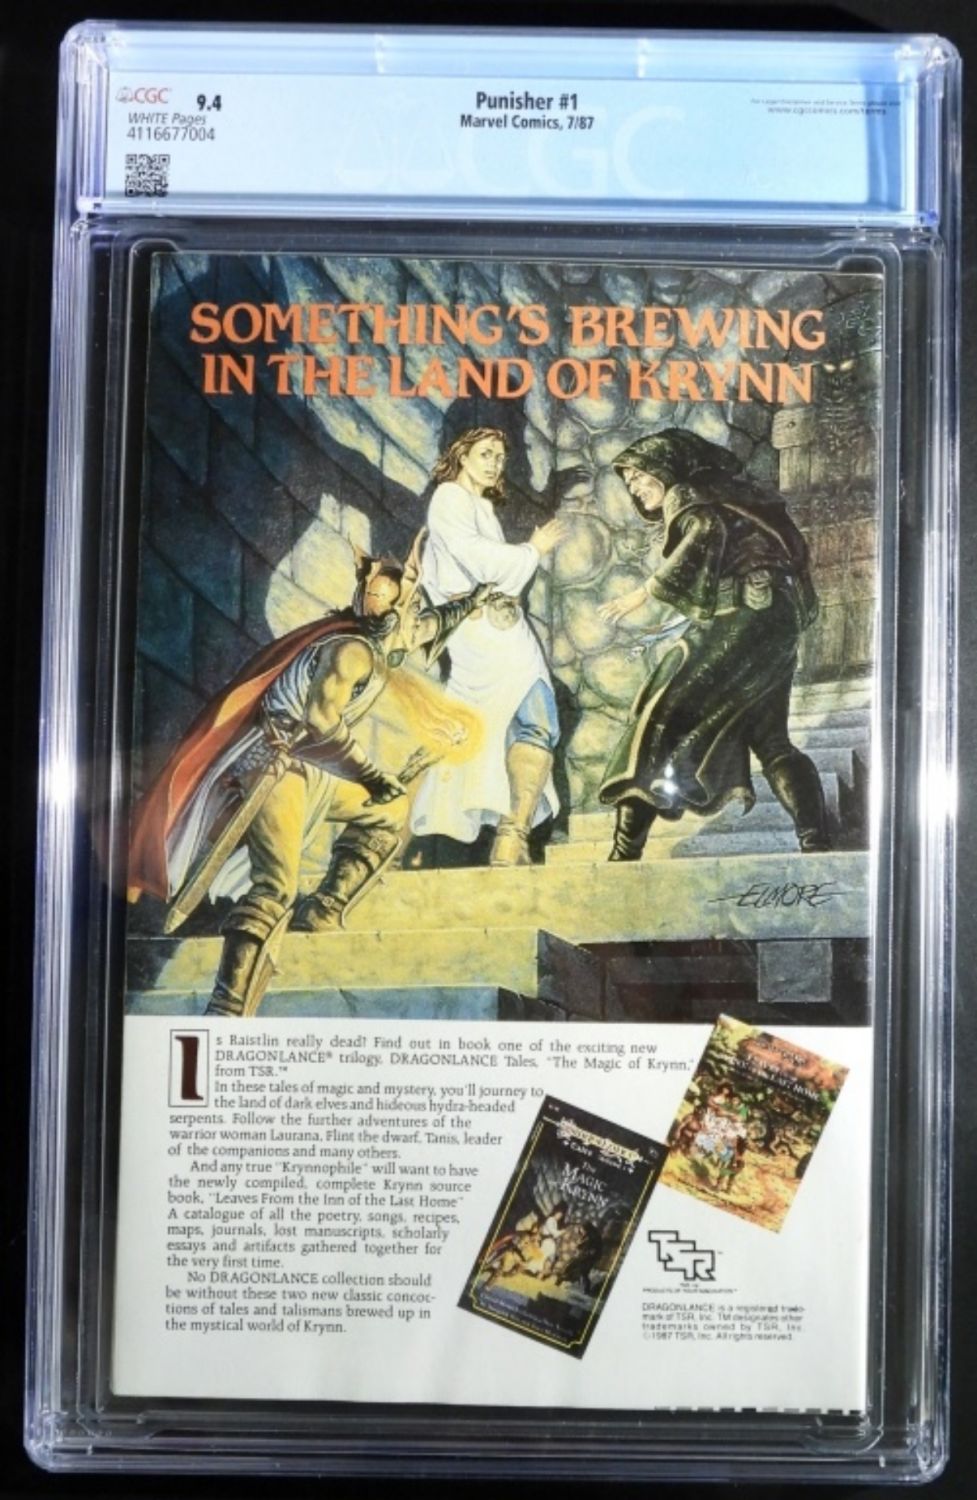 CGC 9.4
WHITE Pages
4116677004
Punisher #1
Marvel Comics, 7/87
www.cgccomics.com/terms
CGC
SOMETHING'S BREWING
IN THE LAND OF KRYNN
ELMORE
Is Raistlin really dead? Find out in book one of the exciting new
DRAGONLANCE® trilogy, DRAGONLANCE Tales, "The Magic of Krynn,"
from TSR.™
In these tales of magic and mystery, you'll journey to
the land of dark elves and hideous hydra-headed
serpents. Follow the further adventures of the
warrior woman Laurana, Flint the dwarf, Tanis, leader
of the companions and many others.
And any true "Krynnophile" will want to have
the newly compiled, complete Krynn source
book, "Leaves From the Inn of the Last Home"
A catalogue of all the poetry, songs, recipes,
maps, journals, lost manuscripts, scholarly
essays and artifacts gathered together for
the very first time.
No DRAGONLANCE collection should
be without these two new classic concoc-
tions of tales and talismans brewed up in
the mystical world of Krynn.
The
MAGIC
of
KRYNN
TSR
PRODUCTS OF YOUR IMAGINATION™
DRAGONLANCE is a registered trade-
mark of TSR, Inc. TM designates other
trademarks owned by TSR, Inc.
©1987 TSR, Inc. All rights reserved.